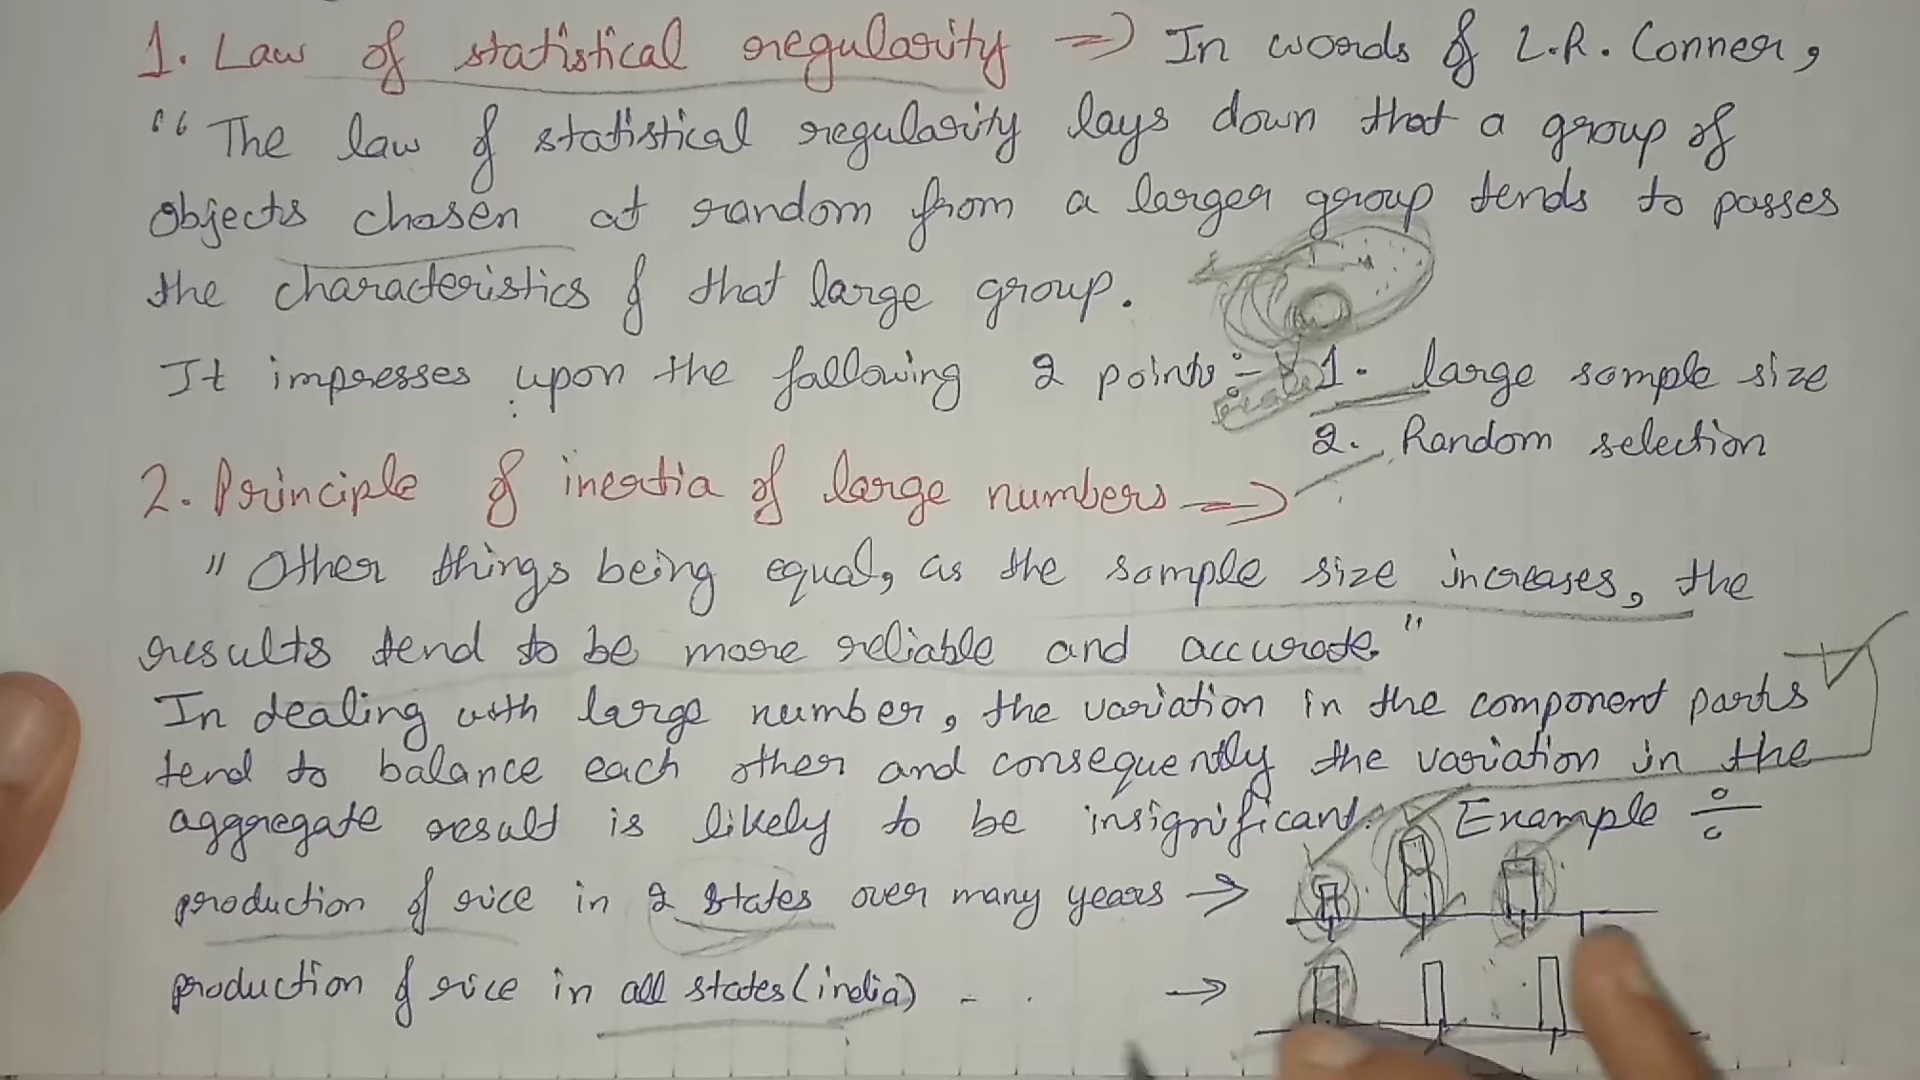 1. Law of statistical regularity => In words of L.R. Conner,
“The law of statistical regularity lays down that a group of
objects chosen at random from a larger group tends to posses
the characteristics of that large group.
It impresses upon the following 2 points :- 1. large sample size
2. Random selection
2. Principle of inertia of large numbers =>
"Other things being equal, as the sample size increases, the
results tend to be more reliable and accurate."
In dealing with large number, the variation in the component parts
tend to balance each other and consequently the variation in the
aggregate result is likely to be insignificant. Example ÷
production of rice in 2 states over many years →
production of rice in all states (india) - . →